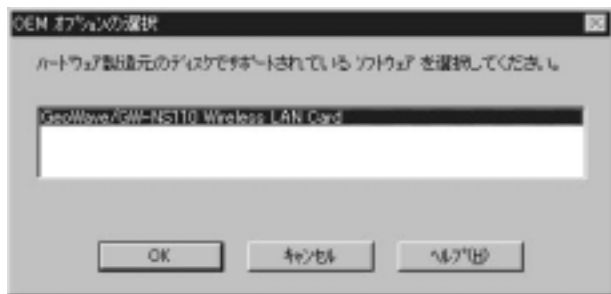 OEM オプションの選択
ハードウェア製造元のディスクでサポートされている ソフトウェア を選択してください。
GeoWave/GW-NS110 Wireless LAN Card
OK
キャンセル
ヘルプ(H)